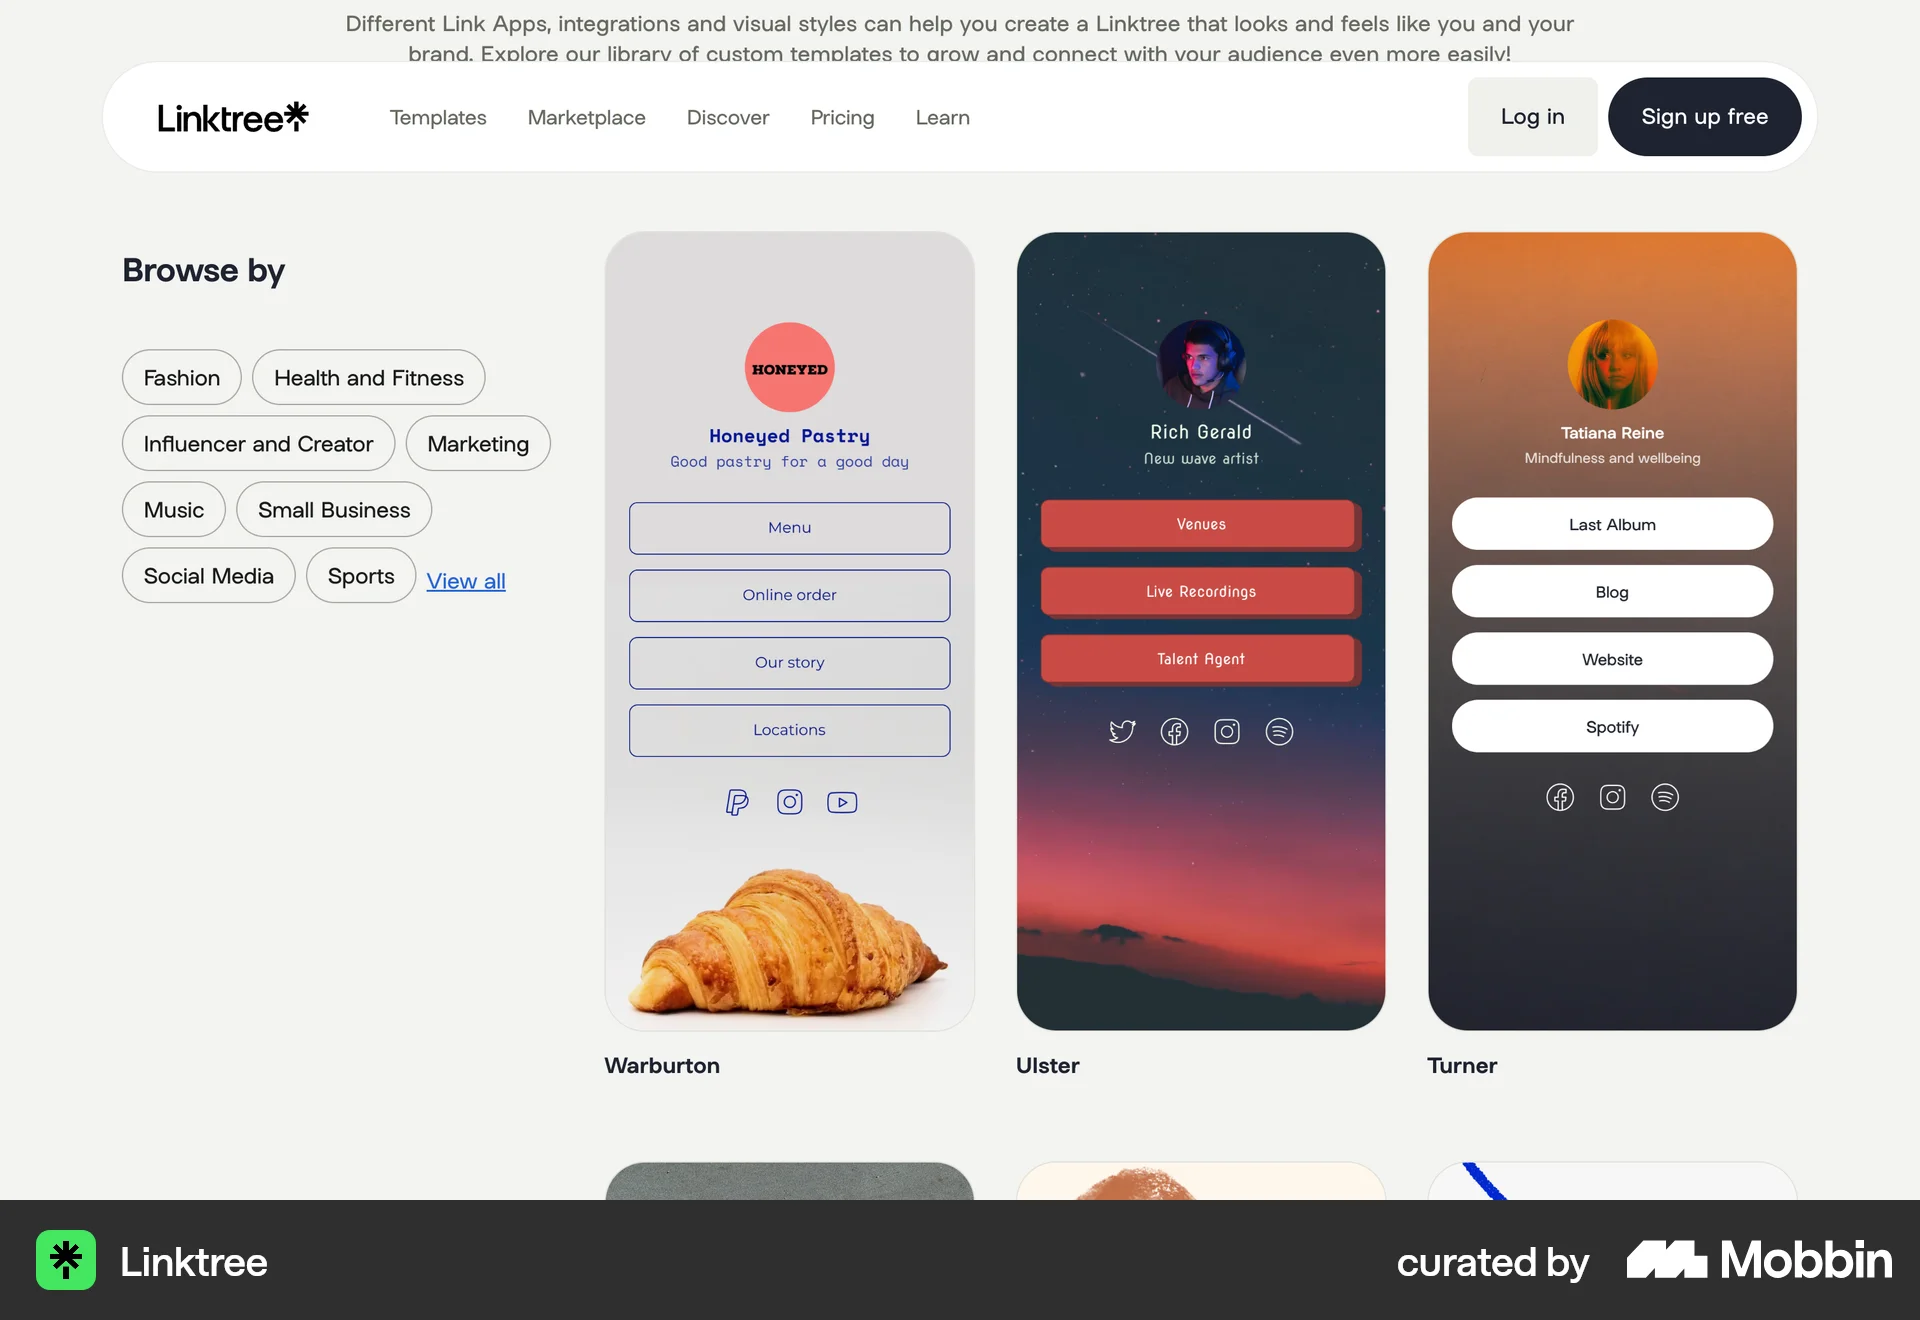 Different Link Apps, integrations and visual styles can help you create a Linktree that looks and feels like you and your
brand. Explore our library of custom templates to grow and connect with your audience even more easily!
Linktree
Templates
Marketplace
Discover
Pricing
Learn
Log in
Sign up free
Browse by
Fashion
Health and Fitness
Influencer and Creator
Marketing
Music
Small Business
Social Media
Sports
View all
HONEYED
Honeyed Pastry
Good pastry for a good day
Menu
Online order
Our story
Locations
Warburton
Rich Gerald
New wave artist
Venues
Live Recordings
Talent Agent
Ulster
Tatiana Reine
Mindfulness and wellbeing
Last Album
Blog
Website
Spotify
Turner
Linktree
curated by
Mobbin